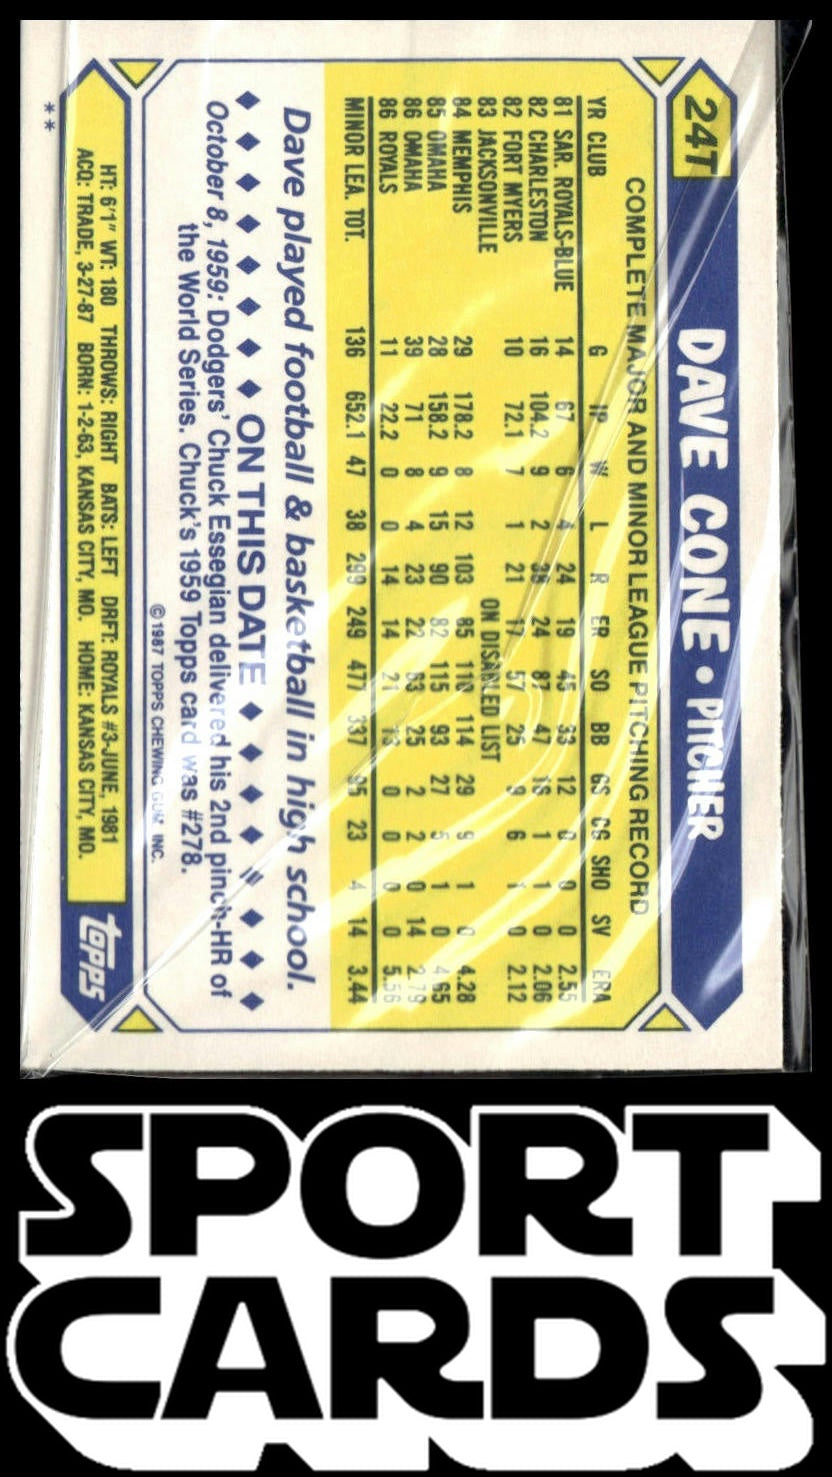 24T DAVE CONE • PITCHER
COMPLETE MAJOR AND MINOR LEAGUE PITCHING RECORD
YR CLUB G IP W L R ER SO BB GS CG SHO SV ERA
81 SAR. ROYALS-BLUE 14 67 6 4 24 19 45 33 12 0 0 0 2.55
82 CHARLESTON 16 104.2 9 2 38 24 87 47 16 1 1 0 2.06
82 FORT MYERS 10 72.1 7 1 21 17 57 25 9 6 1 0 2.12
83 JACKSONVILLE ON DISABLED LIST
84 MEMPHIS 29 178.2 8 12 103 85 110 114 29 9 1 0 4.28
85 OMAHA 28 158.2 9 15 90 82 115 93 27 5 1 0 4.65
86 OMAHA 39 71 8 4 23 22 63 25 2 2 0 14 2.79
86 ROYALS 11 22.2 0 0 14 14 21 13 0 0 0 0 5.56
MINOR LEA. TOT. 136 652.1 47 38 299 249 477 337 95 23 4 14 3.44
Dave played football & basketball in high school.
ON THIS DATE
October 8, 1959: Dodgers' Chuck Essegian delivered his 2nd pinch-HR of
the World Series. Chuck's 1959 Topps card was #278.
©1987 TOPPS CHEWING GUM, INC.
HT: 6'1" WT: 180 THROWS: RIGHT BATS: LEFT DRFT: ROYALS #3-JUNE, 1981
ACQ: TRADE, 3-27-87 BORN: 1-2-63, KANSAS CITY, MO. HOME: KANSAS CITY, MO.
topps
**
SPORT
CARDS